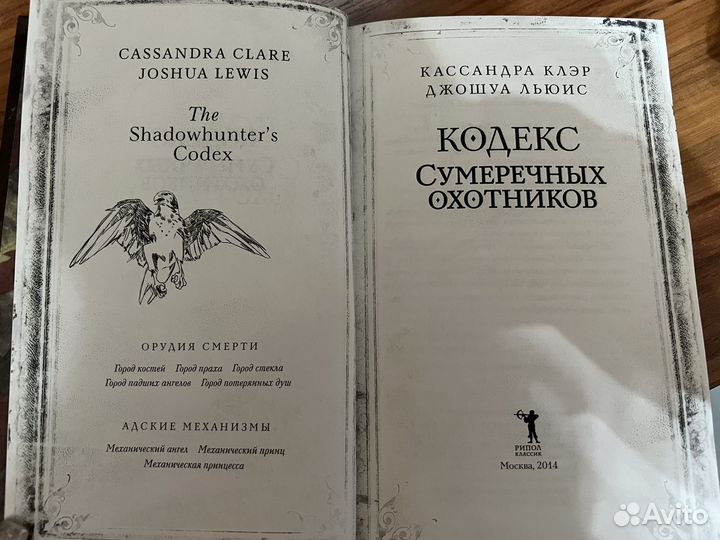 CASSANDRA CLARE
JOSHUA LEWIS
The
Shadowhunter's
Codex
ОРУДИЯ СМЕРТИ
Город костей Город праха Город стекла
Город падших ангелов Город потерянных душ
АДСКИЕ МЕХАНИЗМЫ
Механический ангел Механический принц
Механическая принцесса
КАССАНДРА КЛЭР
ДЖОШУА ЛЬЮИС
КОДЕКС
СУМЕРЕЧНЫХ
ОХОТНИКОВ
РИПОЛ
КЛАССИК
Москва, 2014
Avito